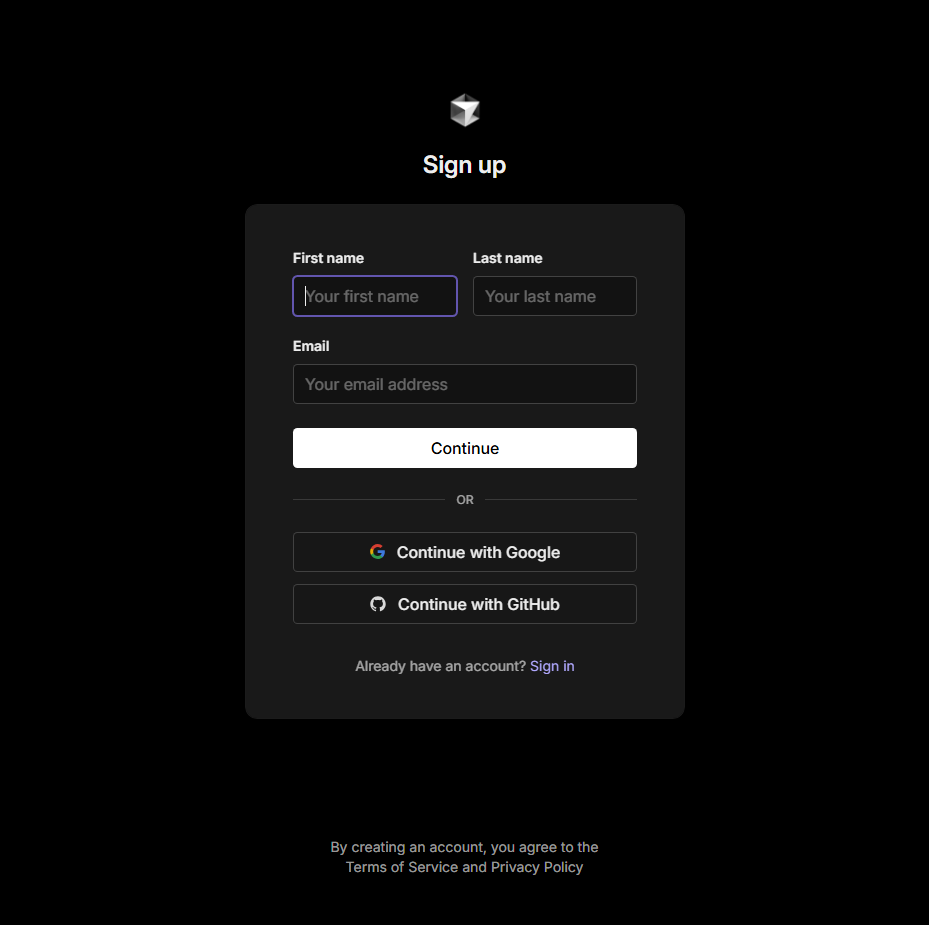 Sign up
First name
Last name
Your first name
Your last name
Email
Your email address
Continue
OR
Continue with Google
Continue with GitHub
Already have an account? Sign in
By creating an account, you agree to the
Terms of Service and Privacy Policy